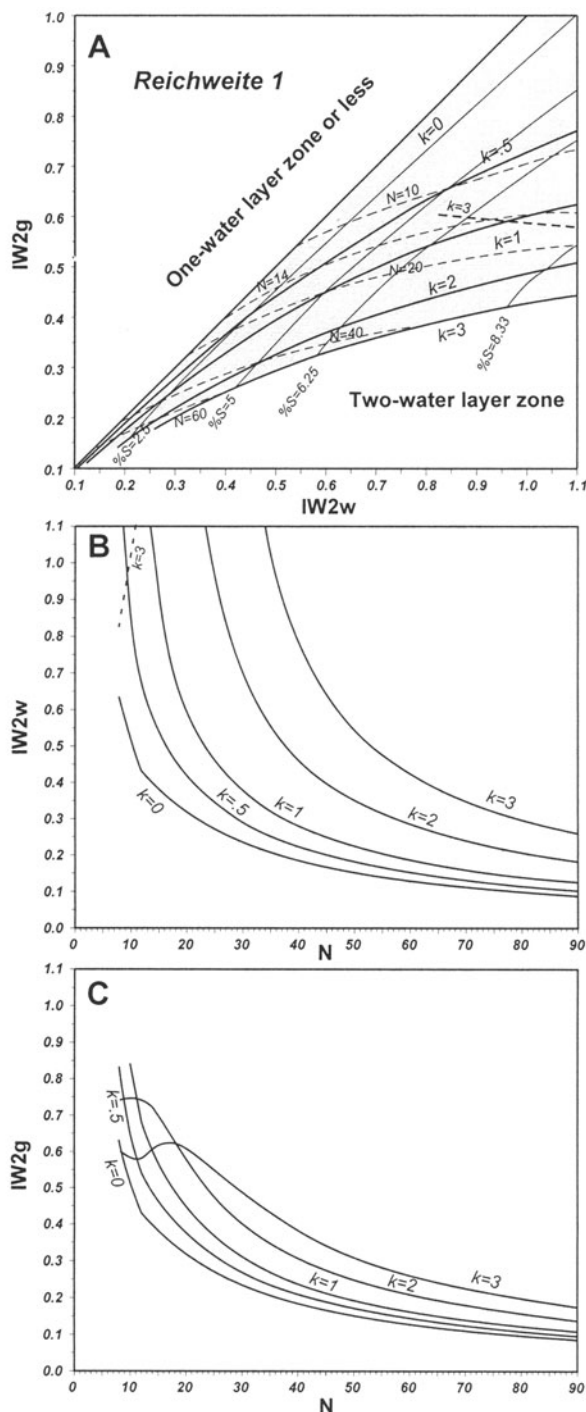 A
Reichweite 1
One-water layer zone or less
Two-water layer zone
k=0
k=.5
k=1
k=2
k=3
k=3
N=10
N=14
N=20
N=40
N=60
%S=2.5
%S=5
%S=6.25
%S=8.33
IW2g
1.0
0.9
0.8
0.7
0.6
0.5
0.4
0.3
0.2
0.1
0.1
0.2
0.3
0.4
0.5
0.6
0.7
0.8
0.9
1.0
1.1
IW2w
B
k=3
k=0
k=.5
k=1
k=2
k=3
IW2w
1.1
1.0
0.9
0.8
0.7
0.6
0.5
0.4
0.3
0.2
0.1
0.0
0
10
20
30
40
50
60
70
80
90
N
C
k=.5
k=0
k=1
k=2
k=3
IW2g
1.1
1.0
0.9
0.8
0.7
0.6
0.5
0.4
0.3
0.2
0.1
0.0
0
10
20
30
40
50
60
70
80
90
N